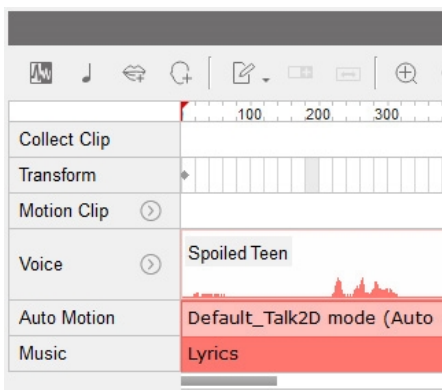 100 200 300
Collect Clip
Transform
Motion Clip
Voice
Spoiled Teen
Auto Motion
Default_Talk2D mode (Auto
Music
Lyrics